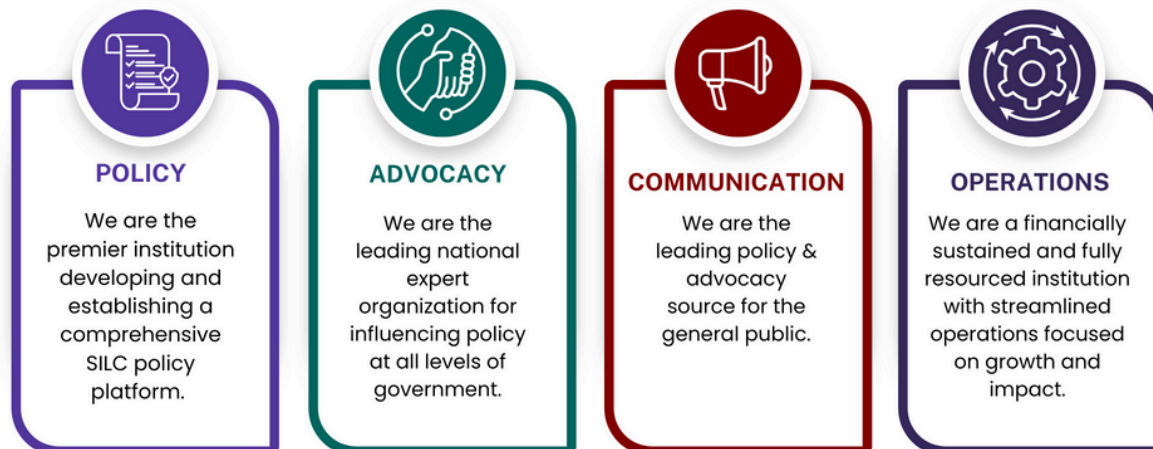 POLICY
We are the
premier institution
developing and
establishing a
comprehensive
SILC policy
platform.
ADVOCACY
We are the
leading national
expert
organization for
influencing policy
at all levels of
government.
COMMUNICATION
We are the
leading policy &
advocacy
source for the
general public.
OPERATIONS
We are a financially
sustained and fully
resourced institution
with streamlined
operations focused
on growth and
impact.